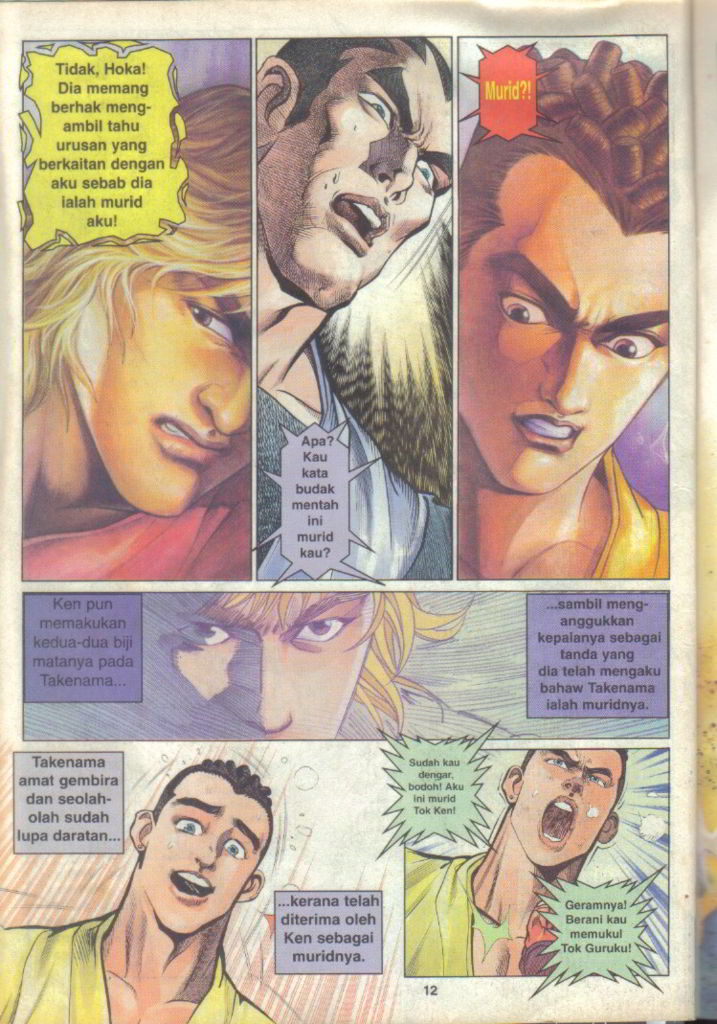 Tidak, Hoka!
Dia memang
berhak meng-
ambil tahu
urusan yang
berkaitan dengan
aku sebab dia
ialah murid
aku!
Apa?
Kau
kata
budak
mentah
ini
murid
kau?
Murid?!
Ken pun
memakukan
kedua-dua biji
matanya pada
Takenama...
...sambil meng-
anggukkan
kepaianya sebagai
tanda yang
dia telah mengaku
bahaw Takenama
ialah muridnya.
Takenama
amat gembira
dan seolah-
olah sudah
lupa daratan...
...kerana telah
diterima oleh
Ken sebagai
muridnya.
Sudah kau
dengar,
bodoh! Aku
ini murid
Tok Ken!
Geramnya!
Berani kau
memukul
Tok Guruku!
12